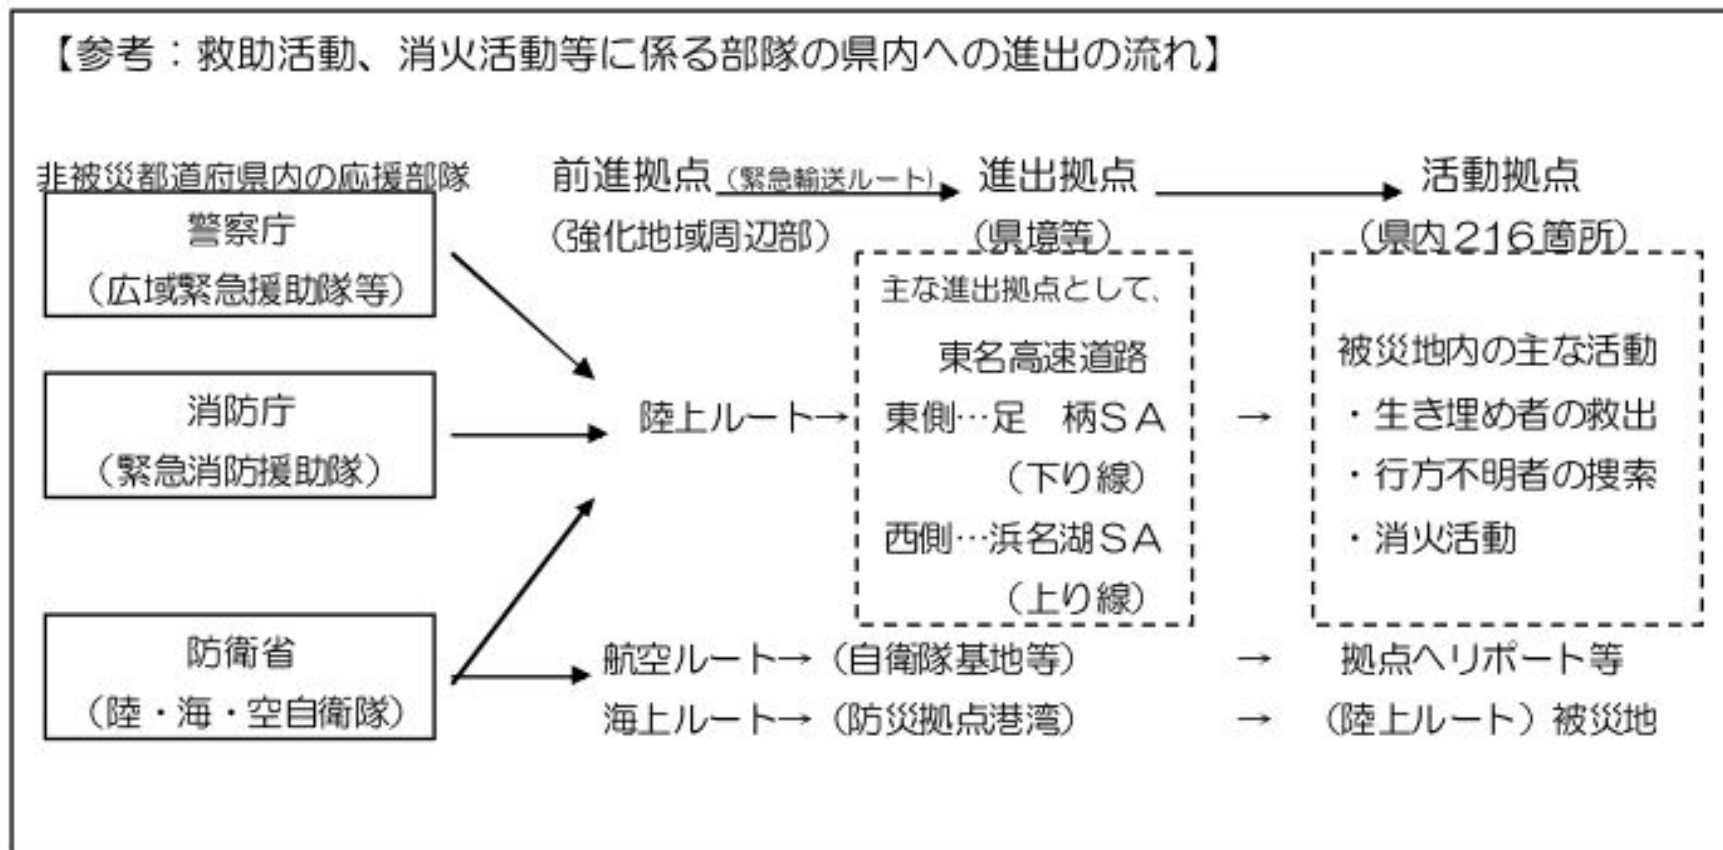 【参考：救助活動、消火活動等に係る部隊の県内への進出の流れ】
非被災都道府県内の応援部隊
前進拠点 （緊急輸送ルート） 進出拠点 活動拠点
（強化地域周辺部） （県境等） （県内216箇所）
警察庁
（広域緊急援助隊等）
消防庁
（緊急消防援助隊）
防衛省
（陸・海・空自衛隊）
陸上ルート→
主な進出拠点として、
東名高速道路
東側…足　柄ＳＡ
（下り線）
西側…浜名湖ＳＡ
（上り線）
→
被災地内の主な活動
・生き埋め者の救出
・行方不明者の捜索
・消火活動
航空ルート→（自衛隊基地等） → 拠点ヘリポート等
海上ルート→（防災拠点港湾） → （陸上ルート）被災地